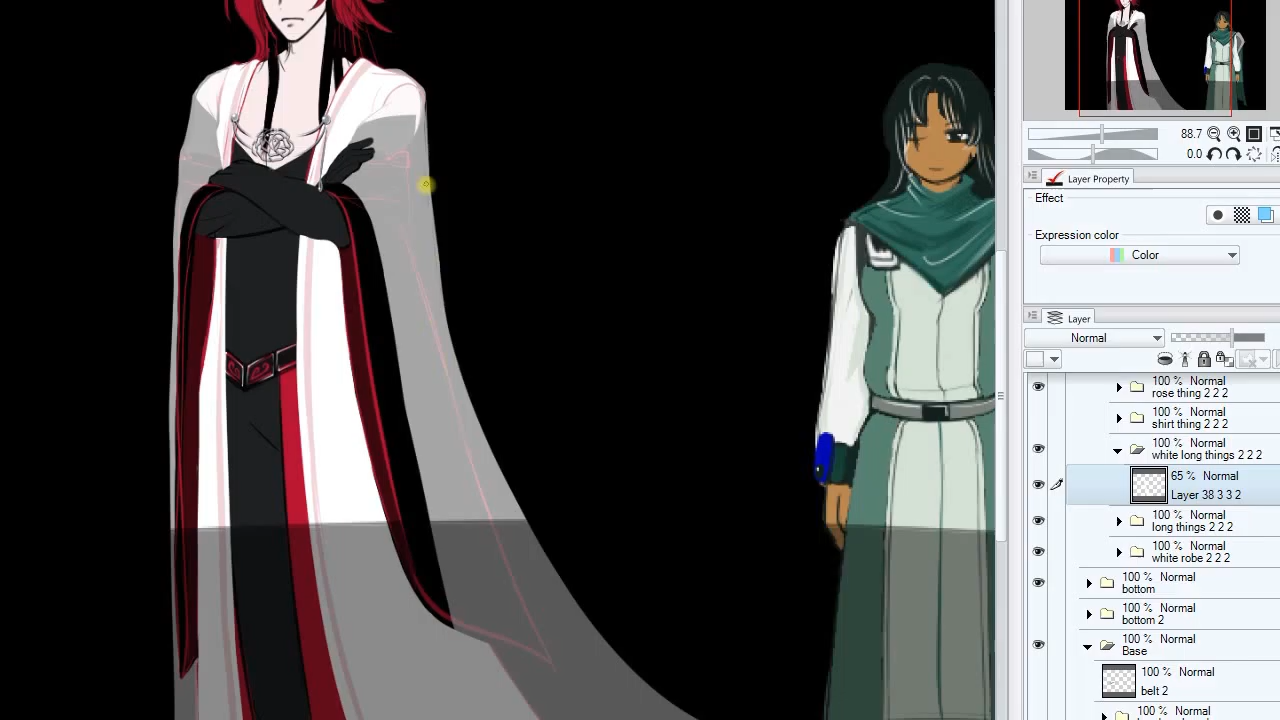 88.7
0.0
Layer Property
Effect
Expression color
Color
Layer
Normal
100 % Normal
rose thing 2 2 2
100 % Normal
shirt thing 2 2 2
100 % Normal
white long things 2 2 2
65 % Normal
Layer 38 3 3 2
100 % Normal
long things 2 2 2
100 % Normal
white robe 2 2 2
100 % Normal
bottom
100 % Normal
bottom 2
100 % Normal
Base
100 % Normal
belt 2
100 % Normal